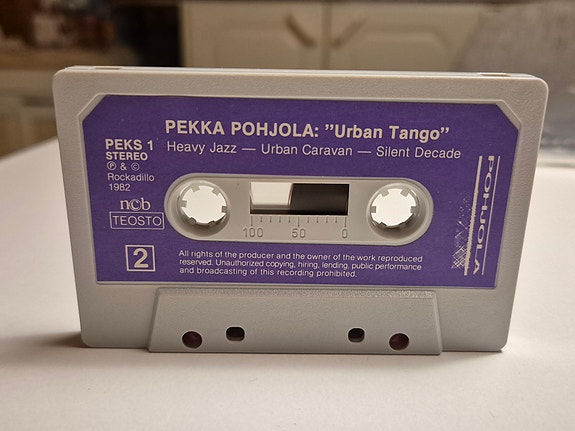 PEKKA POHJOLA: ”Urban Tango”
Heavy Jazz — Urban Caravan — Silent Decade
PEKS 1
STEREO
Ⓟ & ©
Rockadillo
1982
ncb
TEOSTO
2
100 50 0
All rights of the producer and the owner of the work reproduced
reserved. Unauthorized copying, hiring, lending, public performance
and broadcasting of this recording prohibited.
POHJOLA